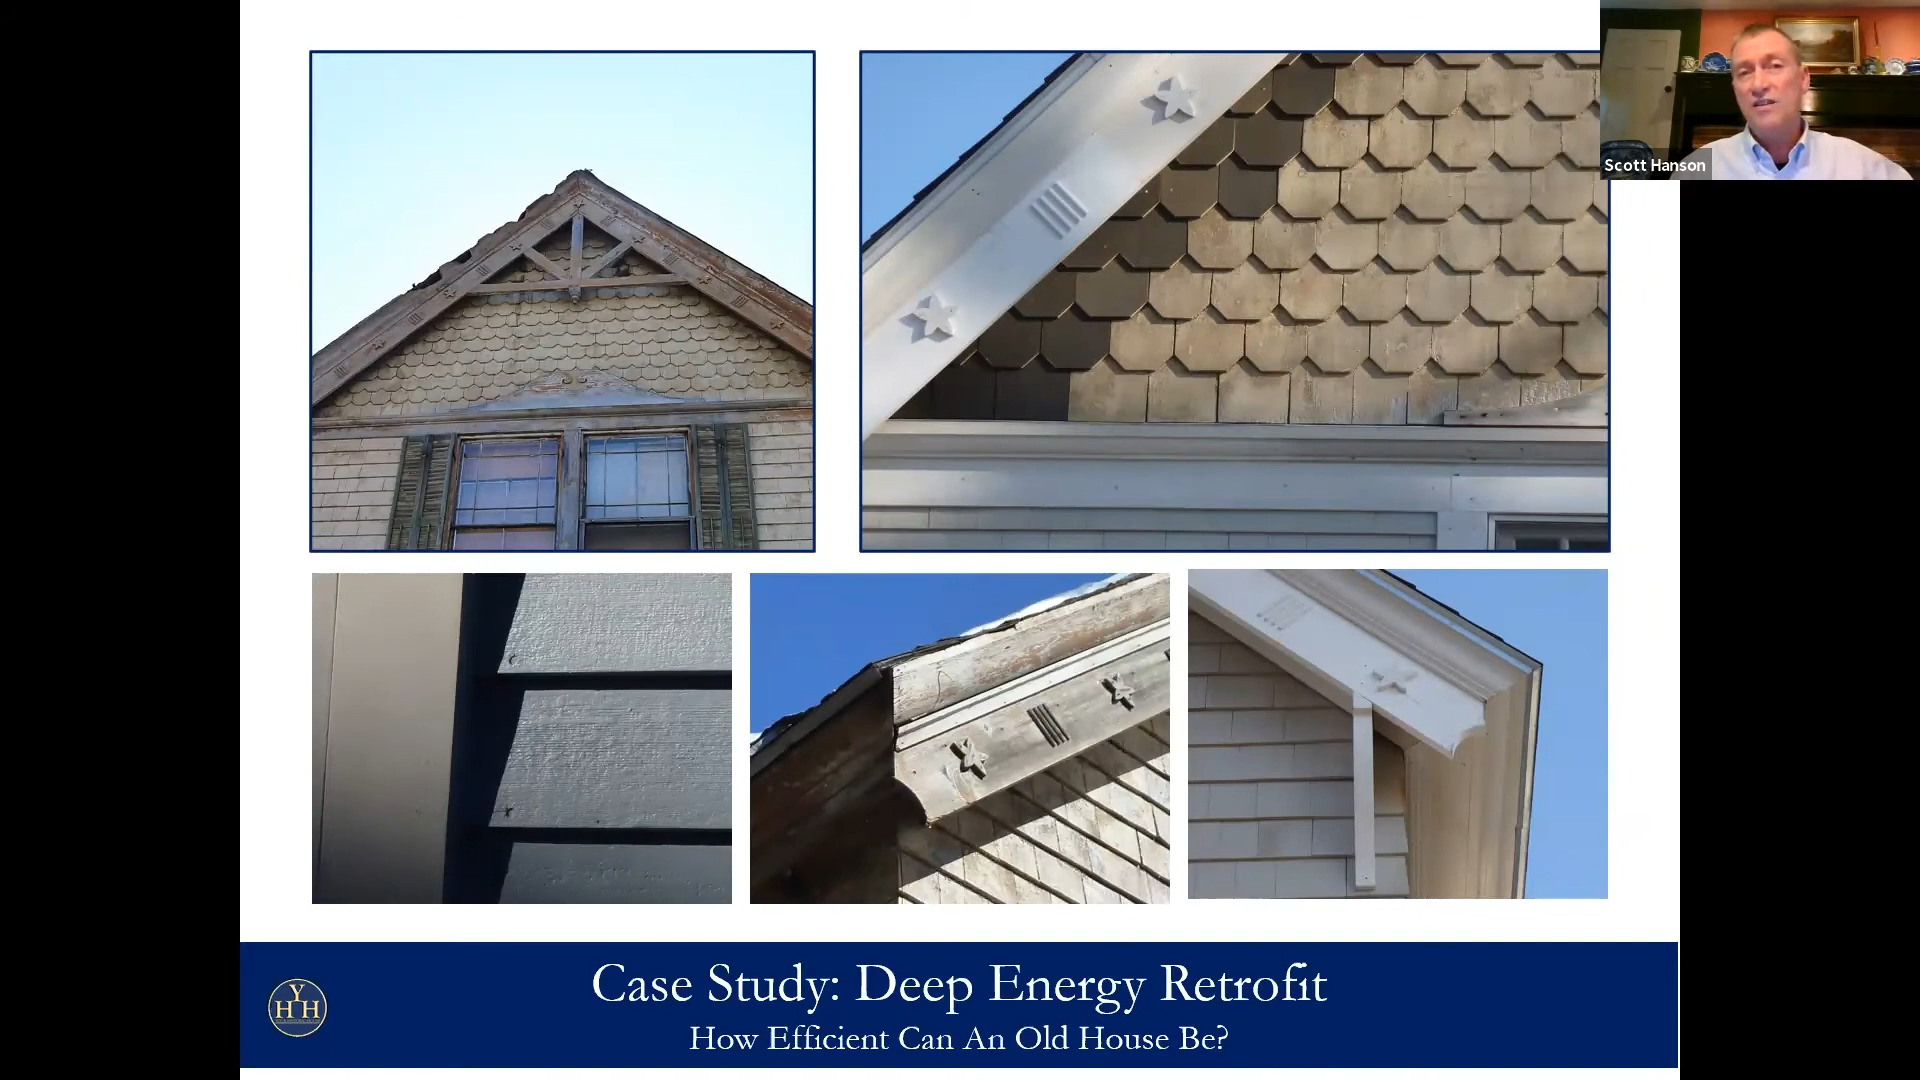 Scott Hanson
Case Study: Deep Energy Retrofit
How Efficient Can An Old House Be?
Y
H H